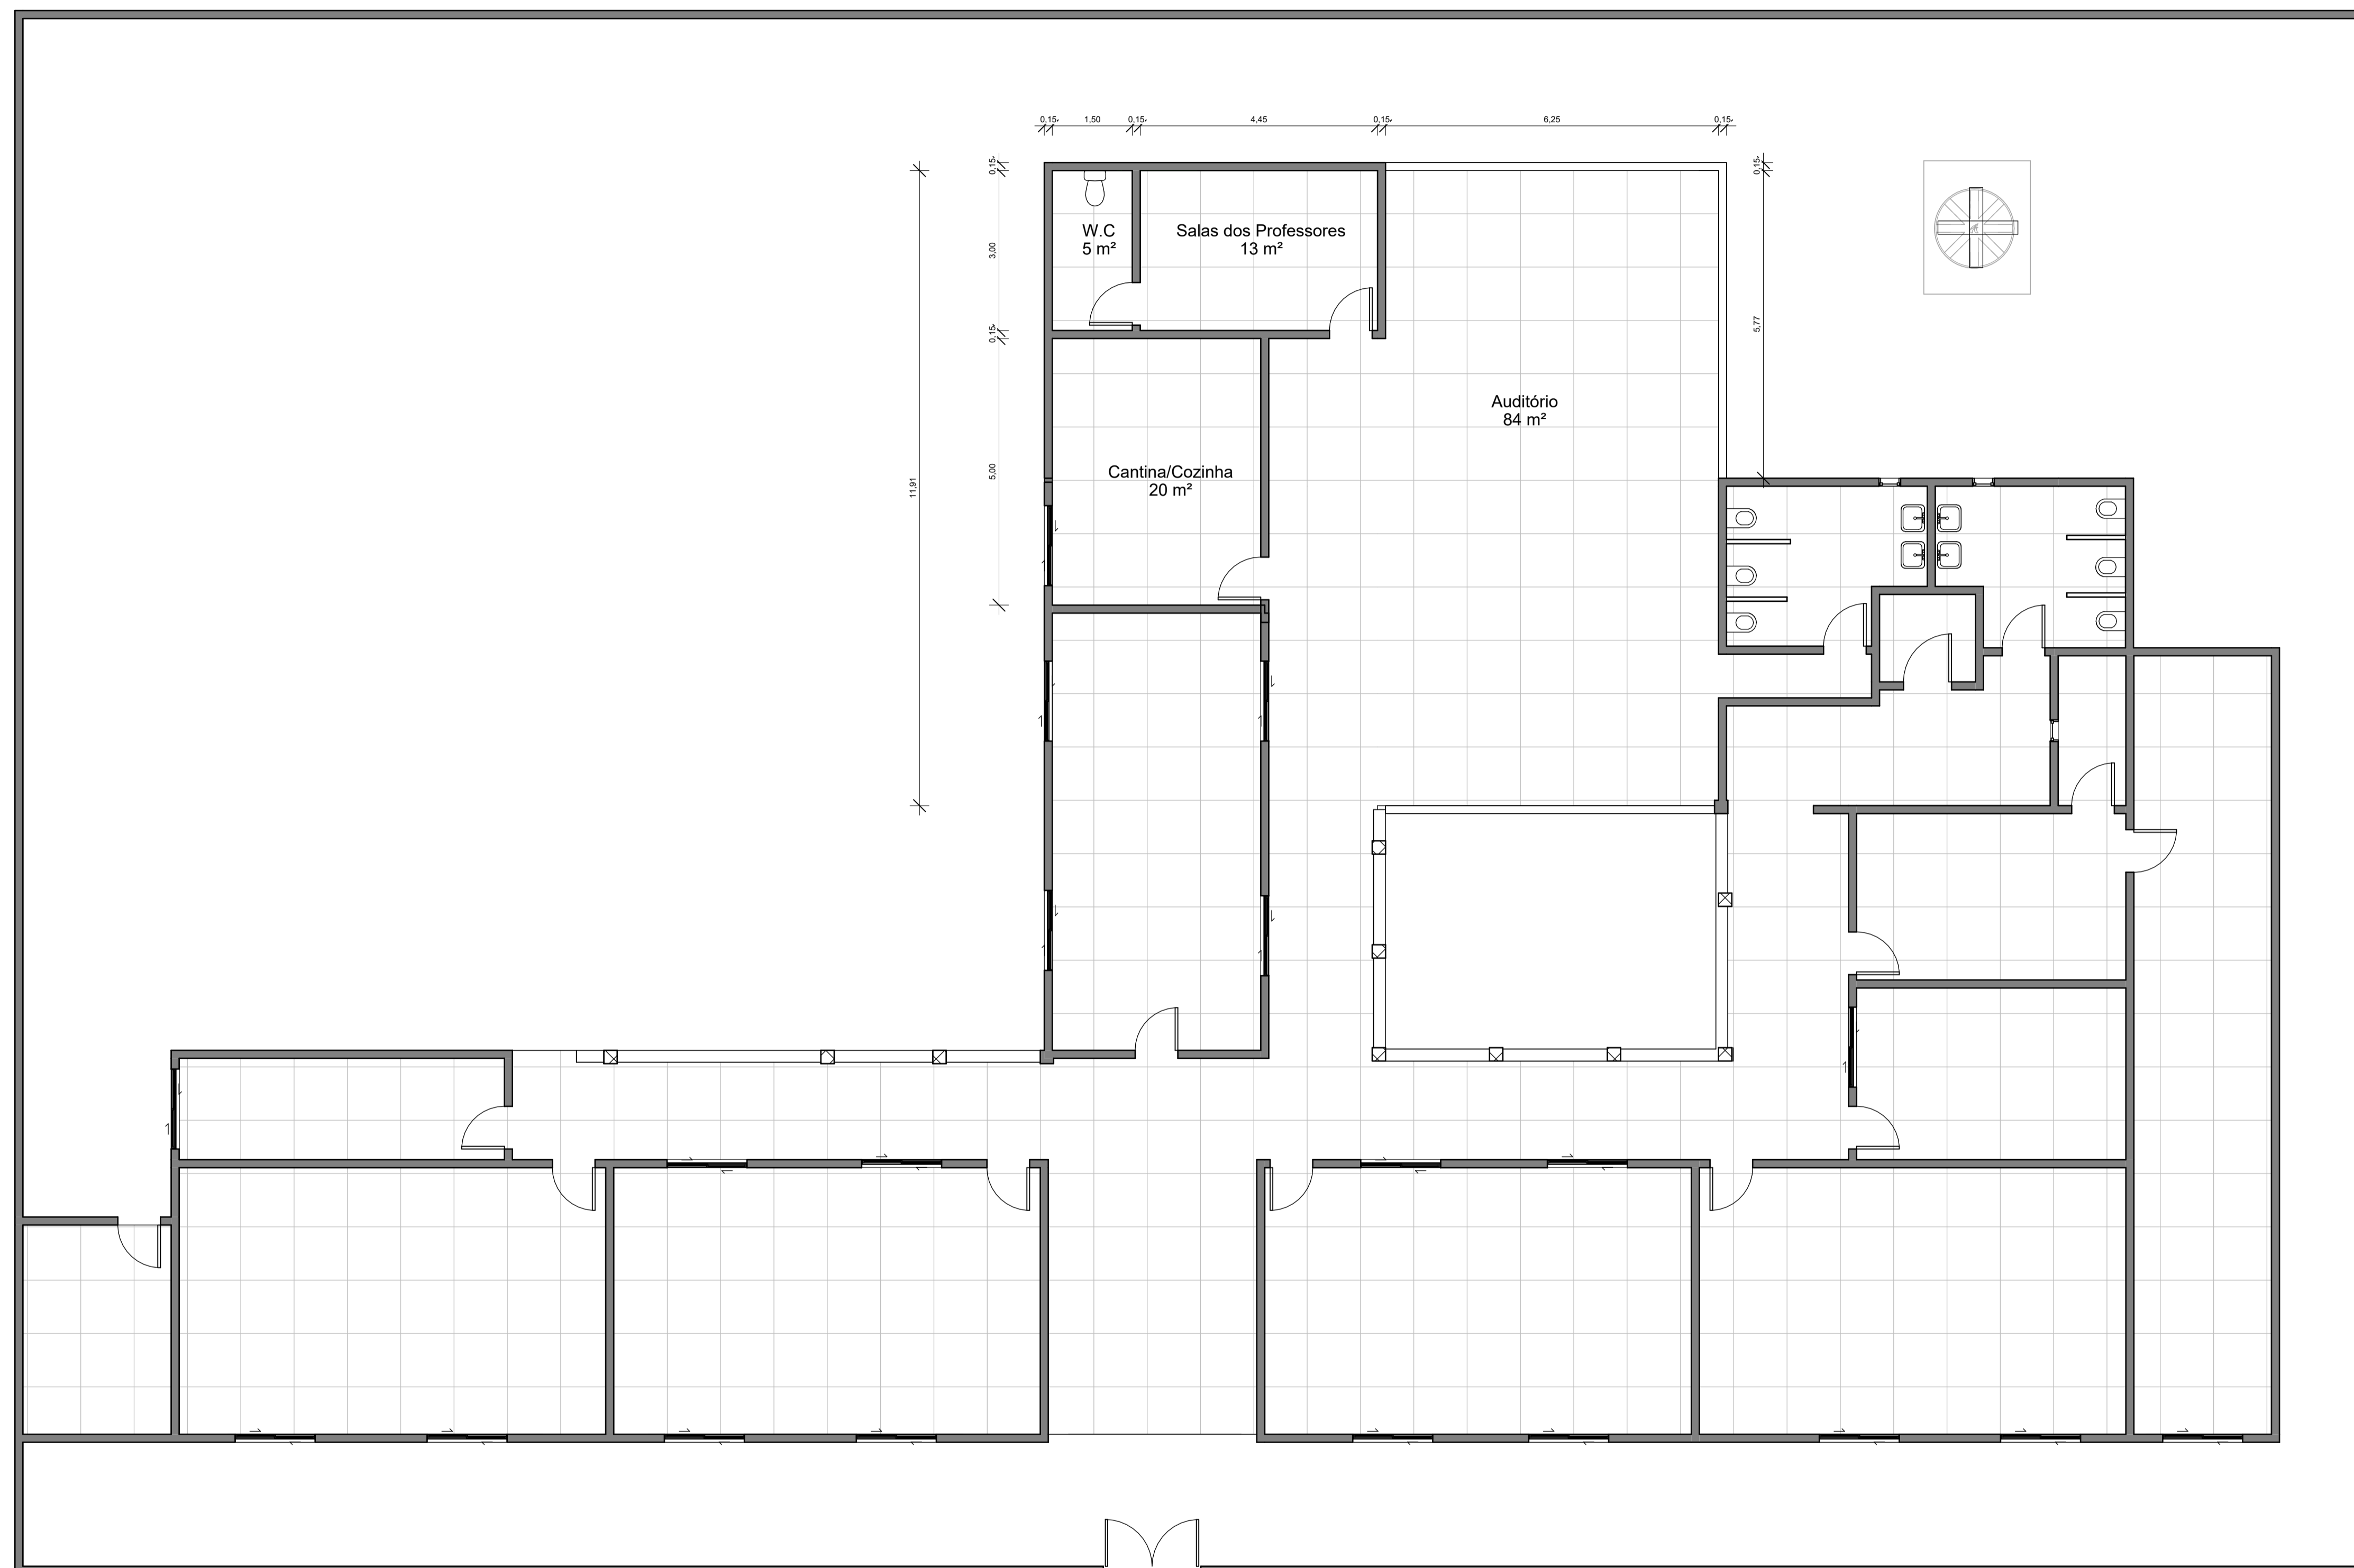 0,15 1,50 0,15 4,45 0,15 6,25 0,15
0,15
0,15
W.C
5 m²
Salas dos Professores
13 m²
3,00
5,77
0,15
Auditório
84 m²
Cantina/Cozinha
20 m²
5,00
11,91